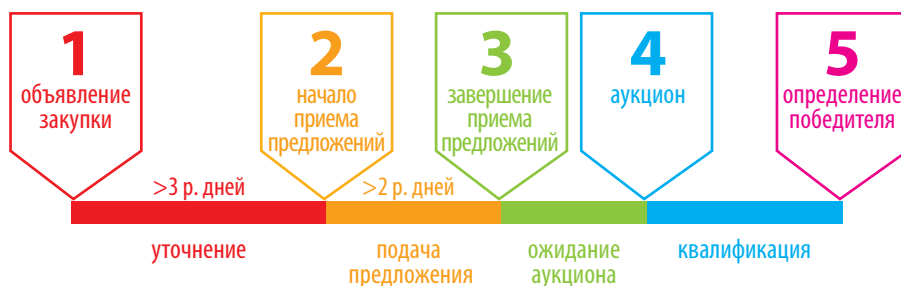 1
объявление
закупки
2
начало
приема
предложений
3
завершение
приема
предложений
4
аукцион
5
определение
победителя
>3 р. дней
>2 р. дней
уточнение
подача
предложения
ожидание
аукциона
квалификация